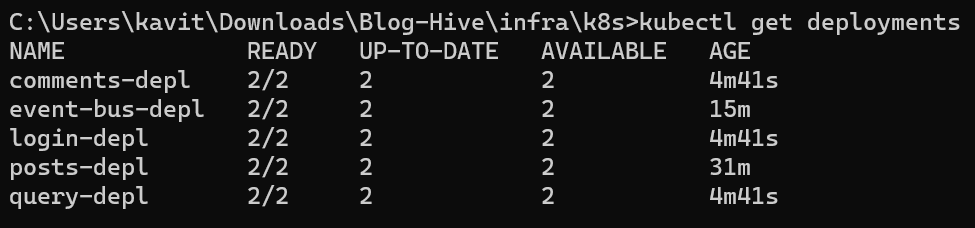 C:\Users\kavit\Downloads\Blog-Hive\infra\k8s>kubectl get deployments
NAME             READY   UP-TO-DATE   AVAILABLE   AGE
comments-depl    2/2     2            2           4m41s
event-bus-depl   2/2     2            2           15m
login-depl       2/2     2            2           4m41s
posts-depl       2/2     2            2           31m
query-depl       2/2     2            2           4m41s